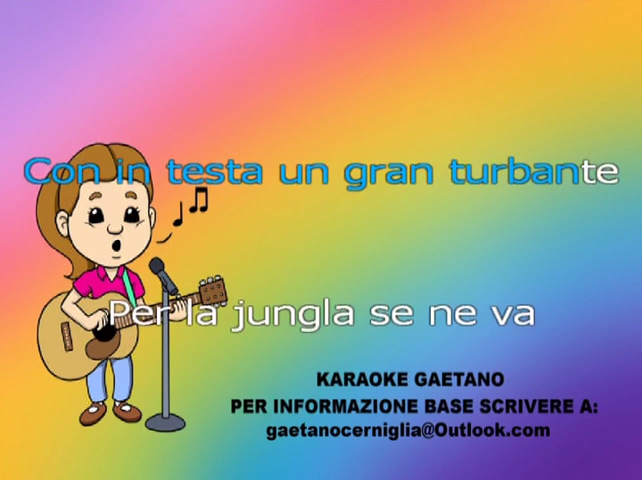 Con in testa un gran turbante
Per la jungla se ne va
KARAOKE GAETANO
PER INFORMAZIONE BASE SCRIVERE A:
gaetanocerniglia@Outlook.com